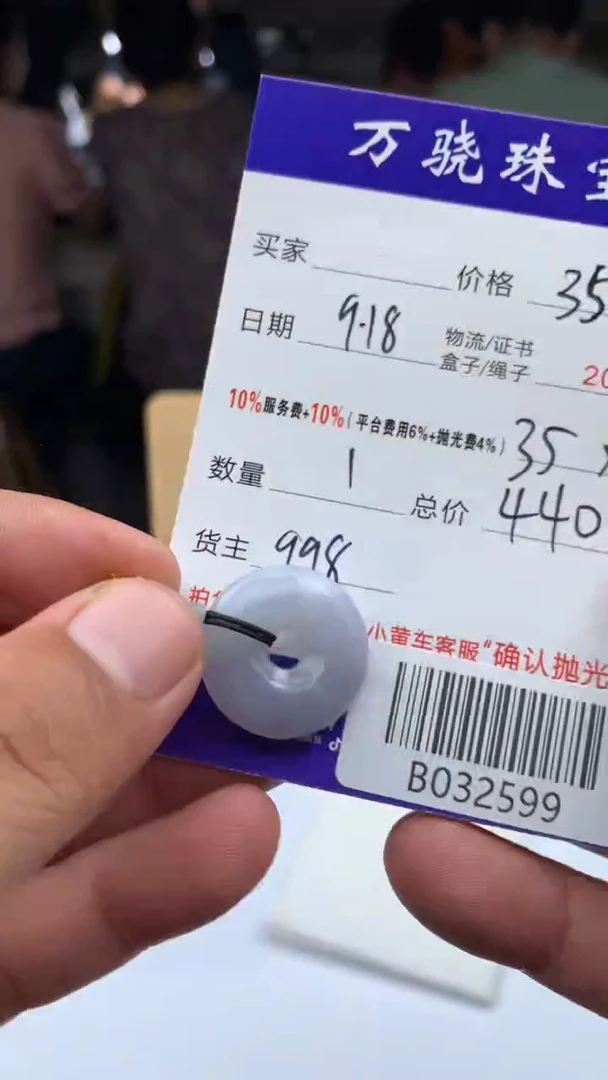 万骁珠宝
买家 价格 35
日期 9.18 物流/证书 盒子/绳子 20
10%服务费+10%(平台费用6%+抛光费4%) 35
数量 1 总价 440
货主 998
拍 小黄车客服“确认抛光
B032599